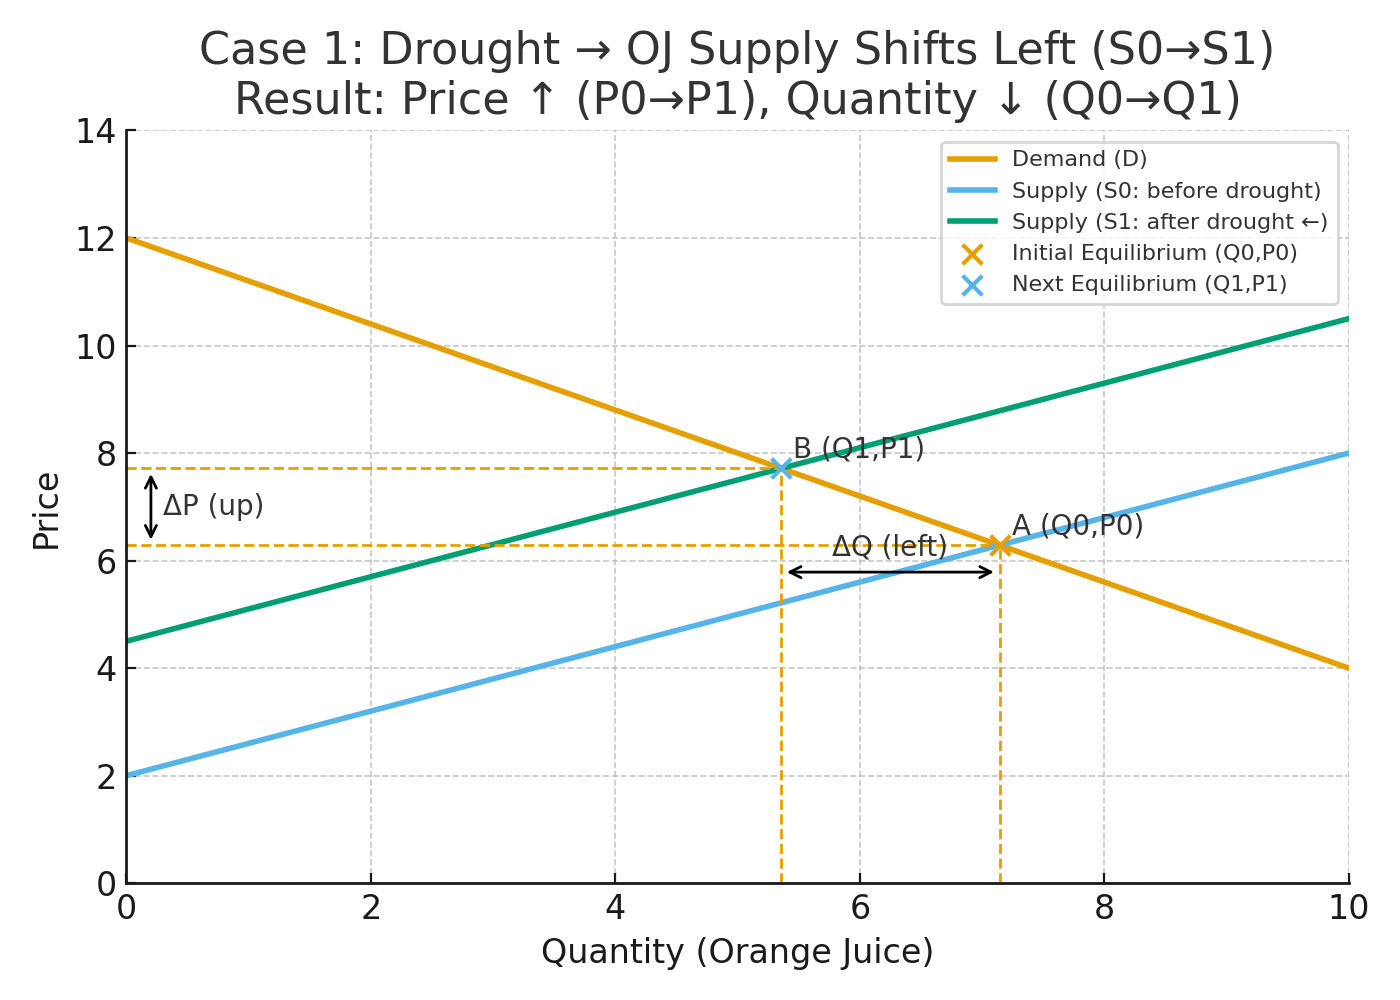 Case 1: Drought → OJ Supply Shifts Left (S0→S1)
Result: Price ↑ (P0→P1), Quantity ↓ (Q0→Q1)
Demand (D)
Supply (S0: before drought)
Supply (S1: after drought ←)
Initial Equilibrium (Q0,P0)
Next Equilibrium (Q1,P1)
14
12
10
8
6
4
2
0
Price
B (Q1,P1)
ΔP (up)
A (Q0,P0)
ΔQ (left)
0 2 4 6 8 10
Quantity (Orange Juice)